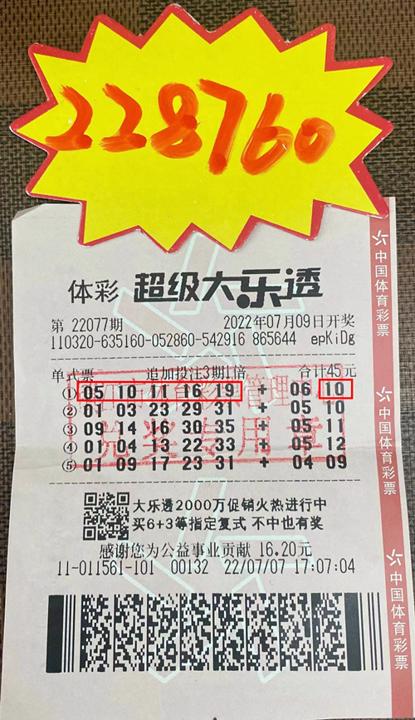 228760
体彩 超级大乐透
第 22077期 2022年07月09日开奖
110320-635160-052860-542916 865644 epKiDg
单式票 追加投注3期1倍 合计45元
① 05 10 11 16 19 + 06 10
② 01 03 23 29 31 + 05 10
③ 09 14 16 30 35 + 05 11
④ 01 04 13 22 33 + 05 12
⑤ 01 09 17 23 31 + 04 09
兑奖专用章
大乐透2000万促销火热进行中
买6+3等指定复式 不中也有奖
感谢您为公益事业贡献 16.20元
11-011561-101 00132 22/07/07 17:07:04
中国体育彩票
中国体育彩票
中国体育彩票